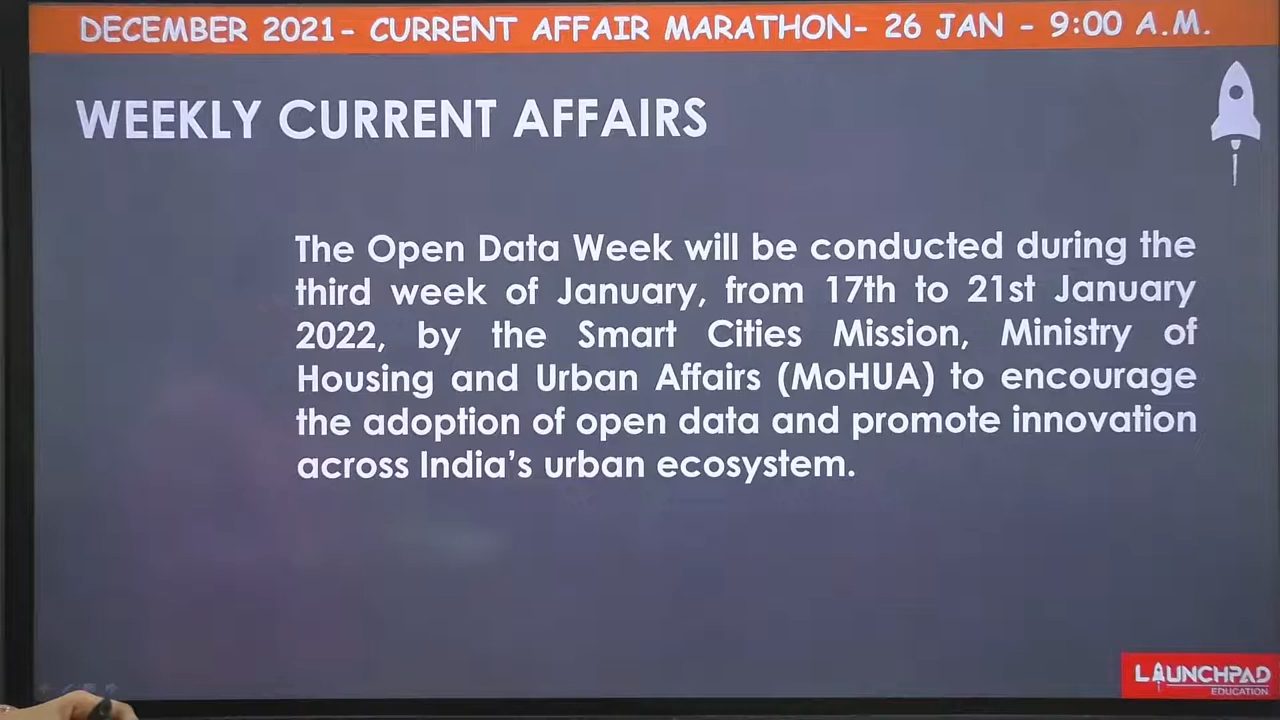 DECEMBER 2021- CURRENT AFFAIR MARATHON- 26 JAN - 9:00 A.M.
WEEKLY CURRENT AFFAIRS
The Open Data Week will be conducted during the
third week of January, from 17th to 21st January
2022, by the Smart Cities Mission, Ministry of
Housing and Urban Affairs (MoHUA) to encourage
the adoption of open data and promote innovation
across India's urban ecosystem.
LAUNCHPAD
EDUCATION